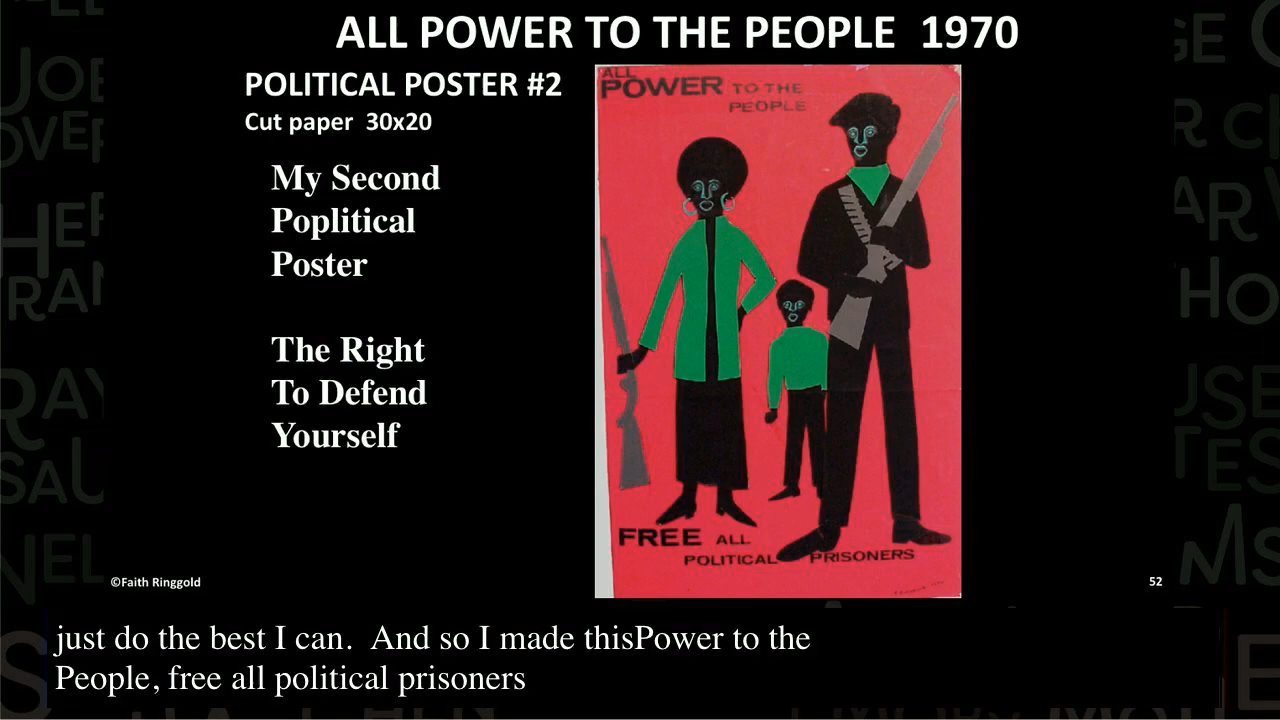 ALL POWER TO THE PEOPLE 1970
POLITICAL POSTER #2
Cut paper 30x20
My Second
Poplitical
Poster
The Right
To Defend
Yourself
ALL
POWER TO THE
PEOPLE
FREE ALL
POLITICAL PRISONERS
©Faith Ringgold
52
just do the best I can. And so I made thisPower to the
People, free all political prisoners